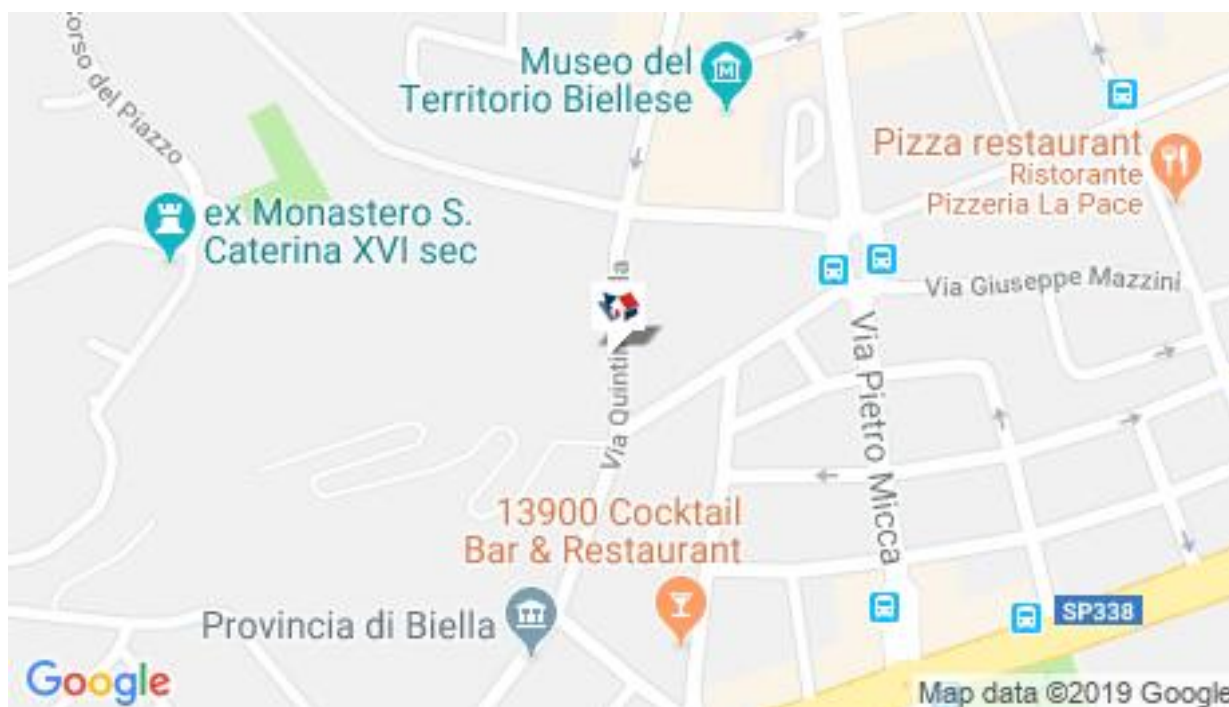 Corso del Piazzo
Museo del
Territorio Biellese
Pizza restaurant
Ristorante
Pizzeria La Pace
ex Monastero S.
Caterina XVI sec
Via Giuseppe Mazzini
Via Pietro Micca
13900 Cocktail
Bar & Restaurant
Provincia di Biella
SP338
Google
Map data ©2019 Google